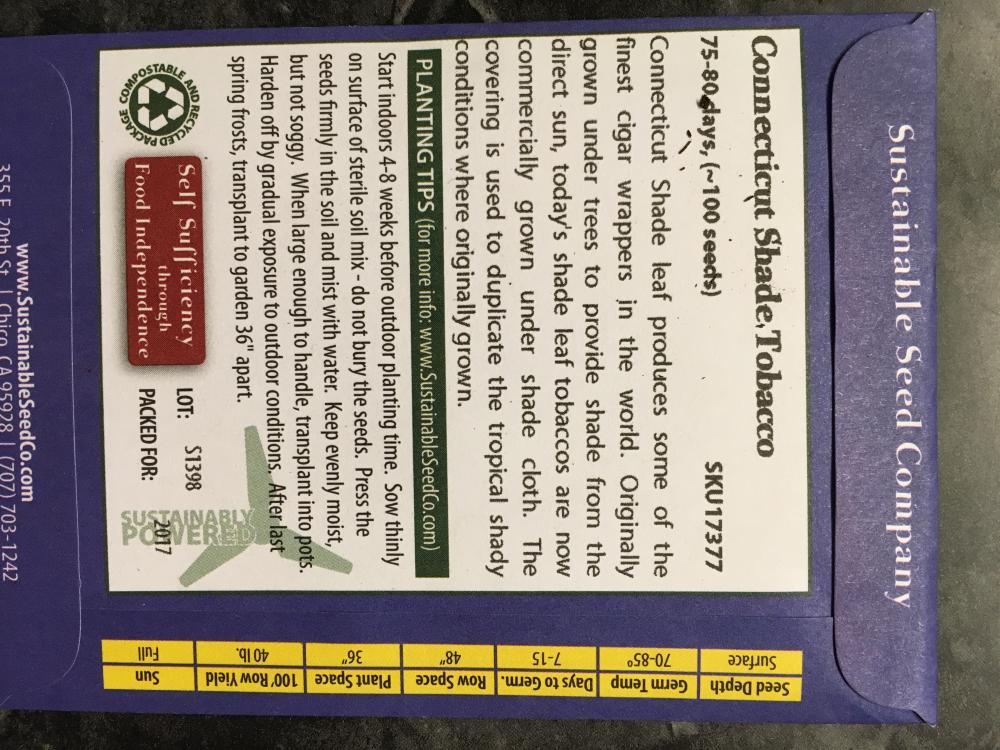 Sustainable Seed Company
Connecticut Shade, Tobacco
75-80 days, (~100 seeds) SKU17377
Connecticut Shade leaf produces some of the
finest cigar wrappers in the world. Originally
grown under trees to provide shade from the
direct sun, today's shade leaf tobaccos are now
commercially grown under shade cloth. The
covering is used to duplicate the tropical shady
conditions where originally grown.
PLANTING TIPS (for more info: www.SustainableSeedCo.com)
Start indoors 4-8 weeks before outdoor planting time. Sow thinly
on surface of sterile soil mix - do not bury the seeds. Press the
seeds firmly in the soil and mist with water. Keep evenly moist
but not soggy. When large enough to handle, transplant into pots.
Harden off by gradual exposure to outdoor conditions. After last
spring frosts, transplant to garden 36" apart.
COMPOSTABLE AND RECYCLED PACKAGE
Self Sufficiency
through
Food Independence
LOT: S1398
PACKED FOR: 2017
SUSTAINABLY
POWERED
www.SustainableSeedCo.com
355 E. 20th St. | Chico, CA 95928 | (707) 703-1242
Seed Depth Germ Temp Days to Germ. Row Space Plant Space 100' Row Yield Sun
Surface 70-85° 7-15 48" 36" 40 lb. Full